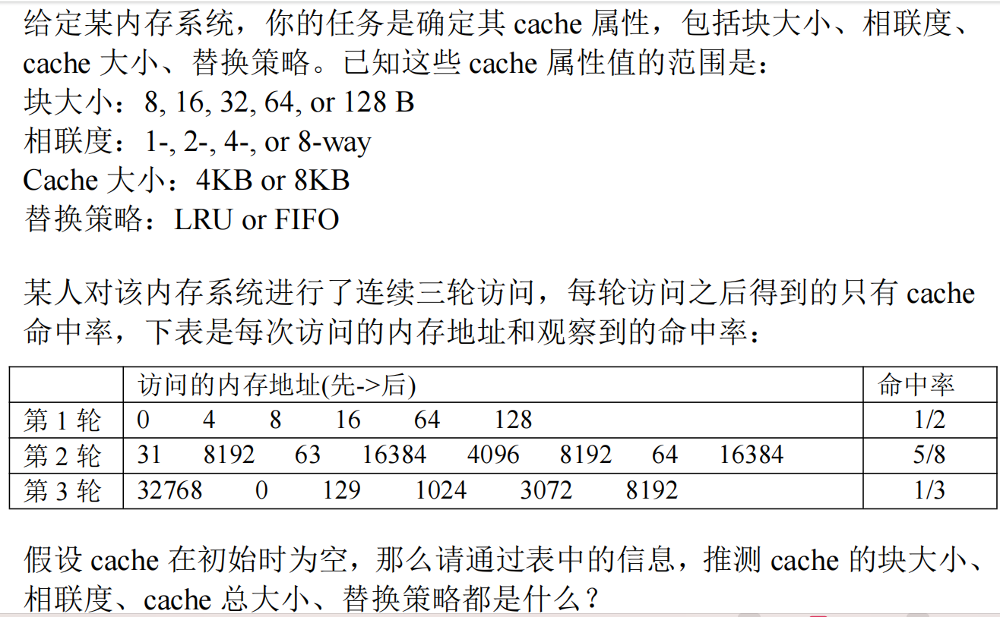 给定某内存系统，你的任务是确定其 cache 属性，包括块大小、相联度、
cache 大小、替换策略。已知这些 cache 属性值的范围是：
块大小：8, 16, 32, 64, or 128 B
相联度：1-, 2-, 4-, or 8-way
Cache 大小：4KB or 8KB
替换策略：LRU or FIFO
某人对该内存系统进行了连续三轮访问，每轮访问之后得到的只有 cache
命中率，下表是每次访问的内存地址和观察到的命中率：
访问的内存地址(先->后) 命中率
第 1 轮 0 4 8 16 64 128 1/2
第 2 轮 31 8192 63 16384 4096 8192 64 16384 5/8
第 3 轮 32768 0 129 1024 3072 8192 1/3
假设 cache 在初始时为空，那么请通过表中的信息，推测 cache 的块大小、
相联度、cache 总大小、替换策略都是什么？